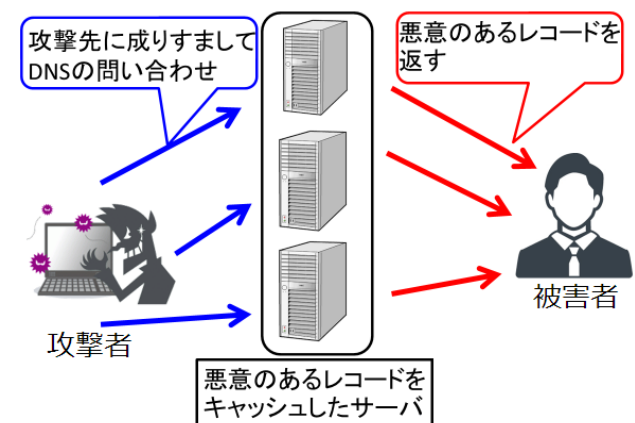 攻撃先に成りすまして
DNSの問い合わせ
悪意のあるレコードを
返す
攻撃者
被害者
悪意のあるレコードを
キャッシュしたサーバ